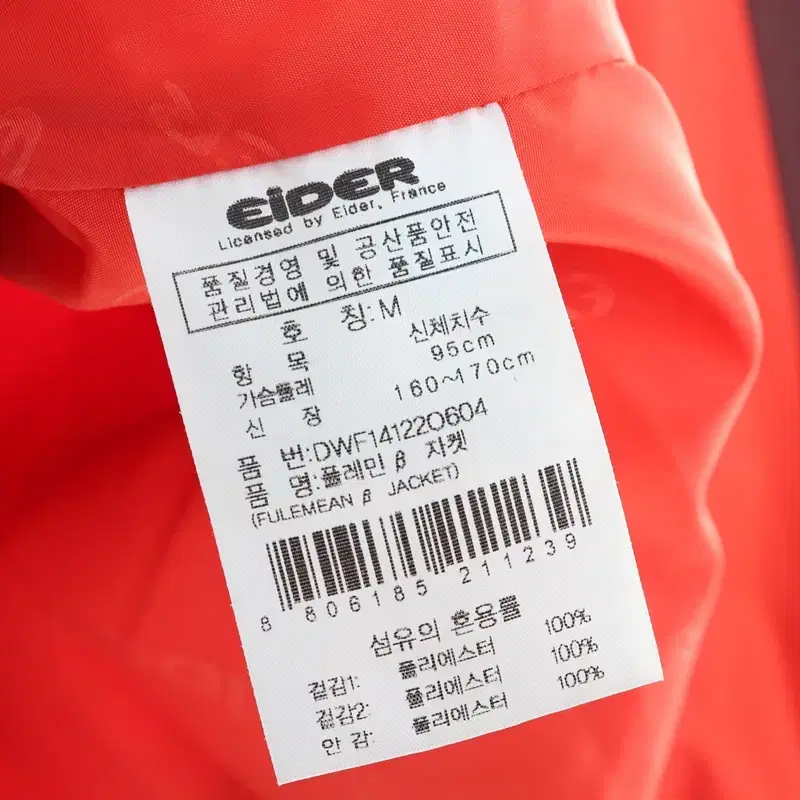 EiDER
Licensed by Eider, France
품질경영 및 공산품안전
관리법에 의한 품질표시
호 칭:M
항 목 신체치수
가슴둘레 95cm
신 장 160~170cm
품 번:DWF14122O604
품 명:플레민 β 자켓
(FULEMEAN β JACKET)
8 806185 211239
섬유의 혼용률
겉감1: 폴리에스터 100%
겉감2: 폴리에스터 100%
안 감: 폴리에스터 100%